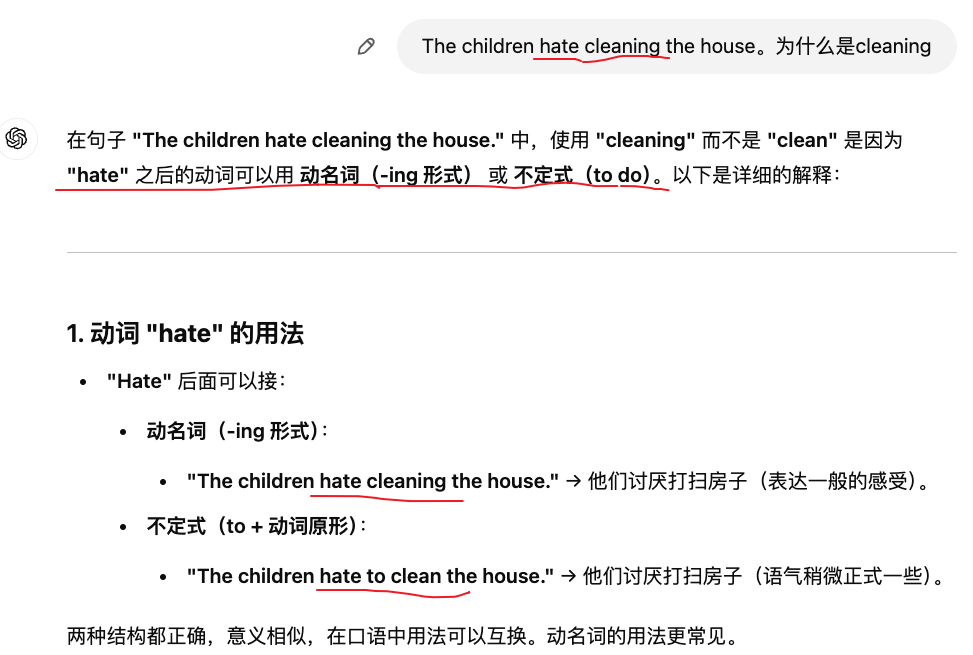 The children hate cleaning the house。为什么是cleaning
在句子 "The children hate cleaning the house." 中，使用 "cleaning" 而不是 "clean" 是因为
"hate" 之后的动词可以用 动名词（-ing 形式） 或 不定式（to do）。以下是详细的解释：
1. 动词 "hate" 的用法
• "Hate" 后面可以接：
• 动名词（-ing 形式）：
• "The children hate cleaning the house." → 他们讨厌打扫房子（表达一般的感受）。
• 不定式（to + 动词原形）：
• "The children hate to clean the house." → 他们讨厌打扫房子（语气稍微正式一些）。
两种结构都正确，意义相似，在口语中用法可以互换。动名词的用法更常见。